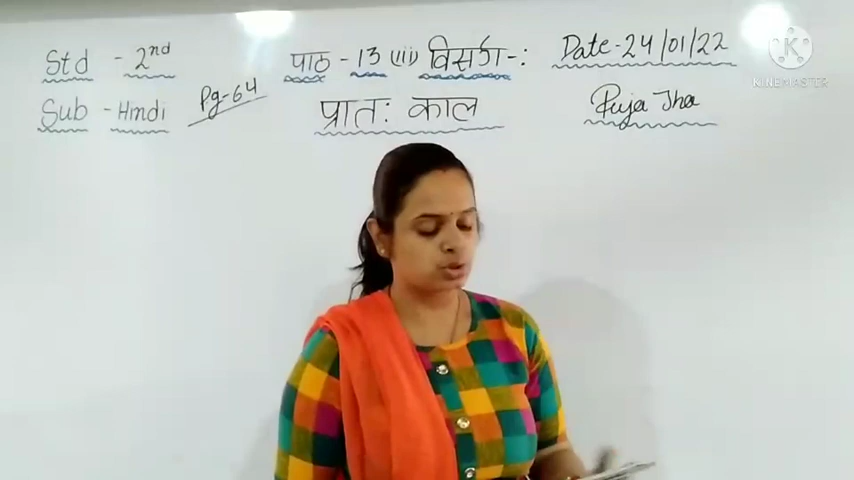 Std - 2nd पाठ - 13 (ii) विसर्ग-: Date-24/01/22
Sub - Hindi Pg-64 प्रात: काल Puja Jha
KINEMASTER